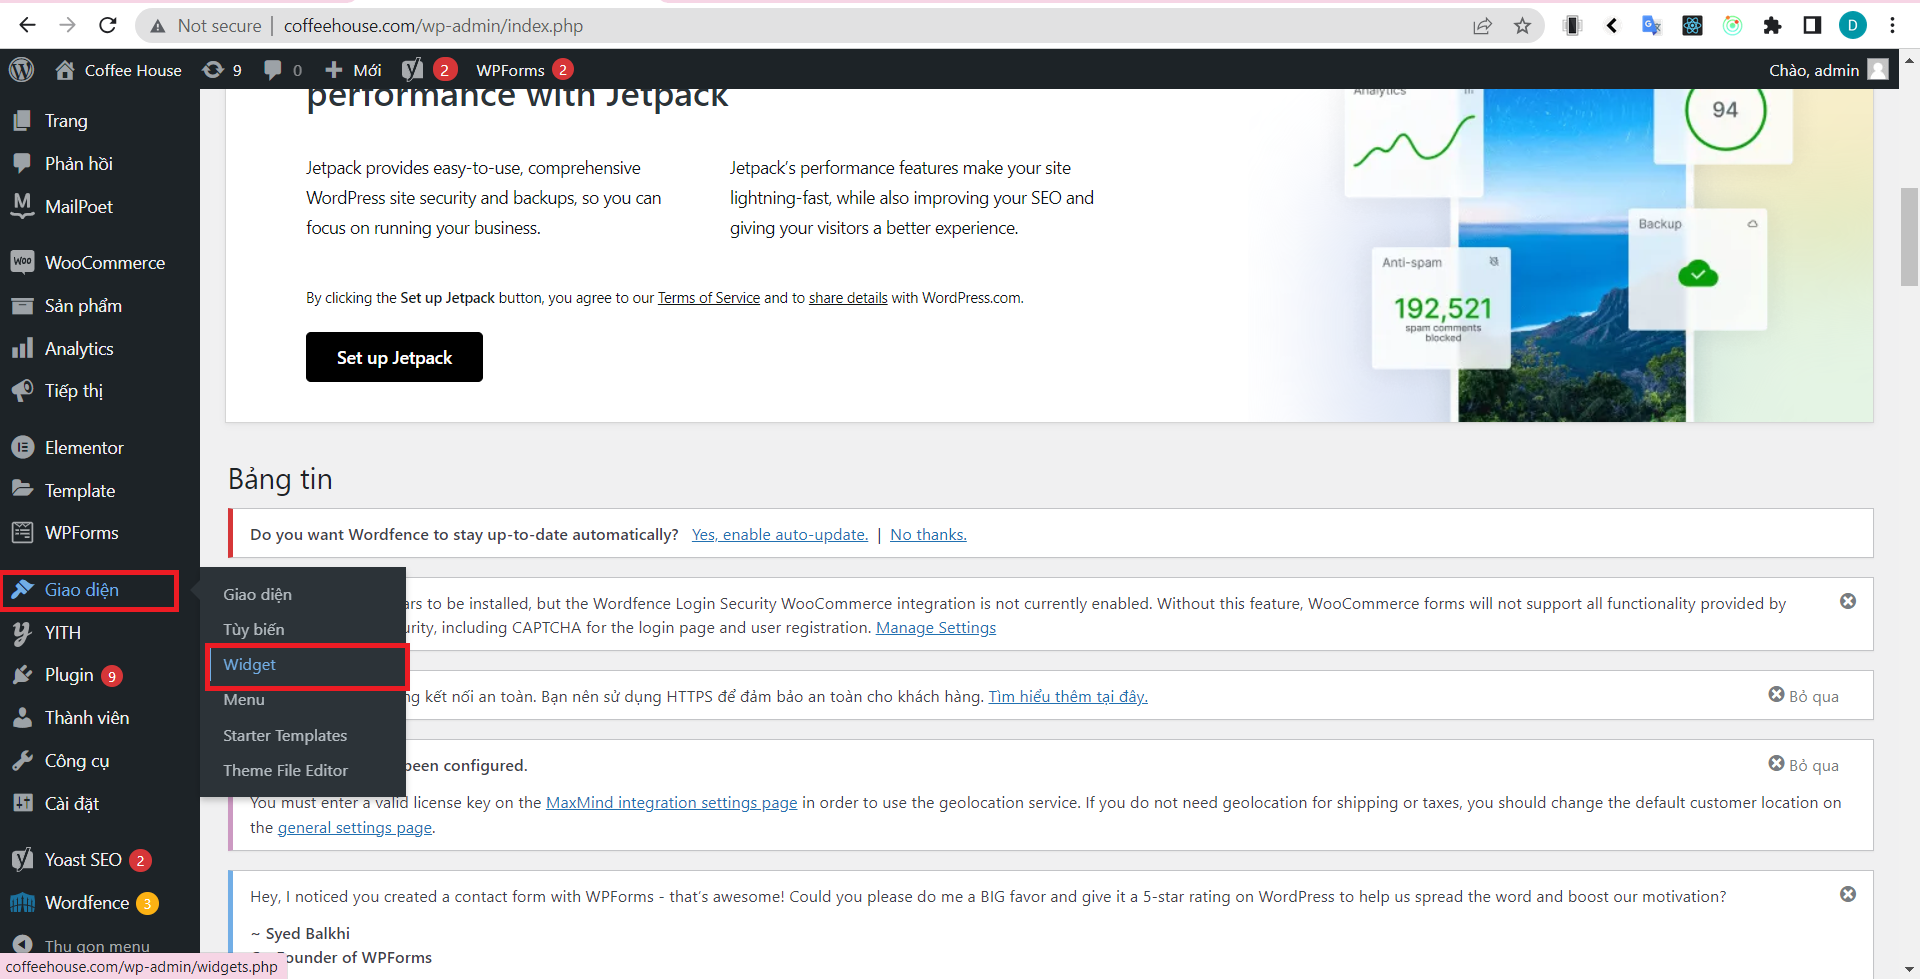 Not secure | coffeehouse.com/wp-admin/index.php
D
Coffee House 9 0 Mới 2 WPForms 2
Chào, admin
Trang
Phản hồi
MailPoet
WooCommerce
Sản phẩm
Analytics
Tiếp thị
Elementor
Template
WPForms
Giao diện
YITH
Plugin 9
Thành viên
Công cụ
Cài đặt
Yoast SEO 2
Wordfence 3
Thu gọn menu
Giao diện
Tùy biến
Widget
Menu
Starter Templates
Theme File Editor
performance with Jetpack
Jetpack provides easy-to-use, comprehensive
WordPress site security and backups, so you can
focus on running your business.
Jetpack’s performance features make your site
lightning-fast, while also improving your SEO and
giving your visitors a better experience.
By clicking the Set up Jetpack button, you agree to our Terms of Service and to share details with WordPress.com.
Set up Jetpack
Analytics
94
Backup
Anti-spam
192,521
spam comments
blocked
Bảng tin
Do you want Wordfence to stay up-to-date automatically? Yes, enable auto-update. | No thanks.
to be installed, but the Wordfence Login Security WooCommerce integration is not currently enabled. Without this feature, WooCommerce forms will not support all functionality provided by
including CAPTCHA for the login page and user registration. Manage Settings
kết nối an toàn. Bạn nên sử dụng HTTPS để đảm bảo an toàn cho khách hàng. Tìm hiểu thêm tại đây.
Bỏ qua
been configured.
Bỏ qua
You must enter a valid license key on the MaxMind integration settings page in order to use the geolocation service. If you do not need geolocation for shipping or taxes, you should change the default customer location on
the general settings page.
Hey, I noticed you created a contact form with WPForms - that’s awesome! Could you please do me a BIG favor and give it a 5-star rating on WordPress to help us spread the word and boost our motivation?
~ Syed Balkhi
Founder of WPForms
coffeehouse.com/wp-admin/widgets.php